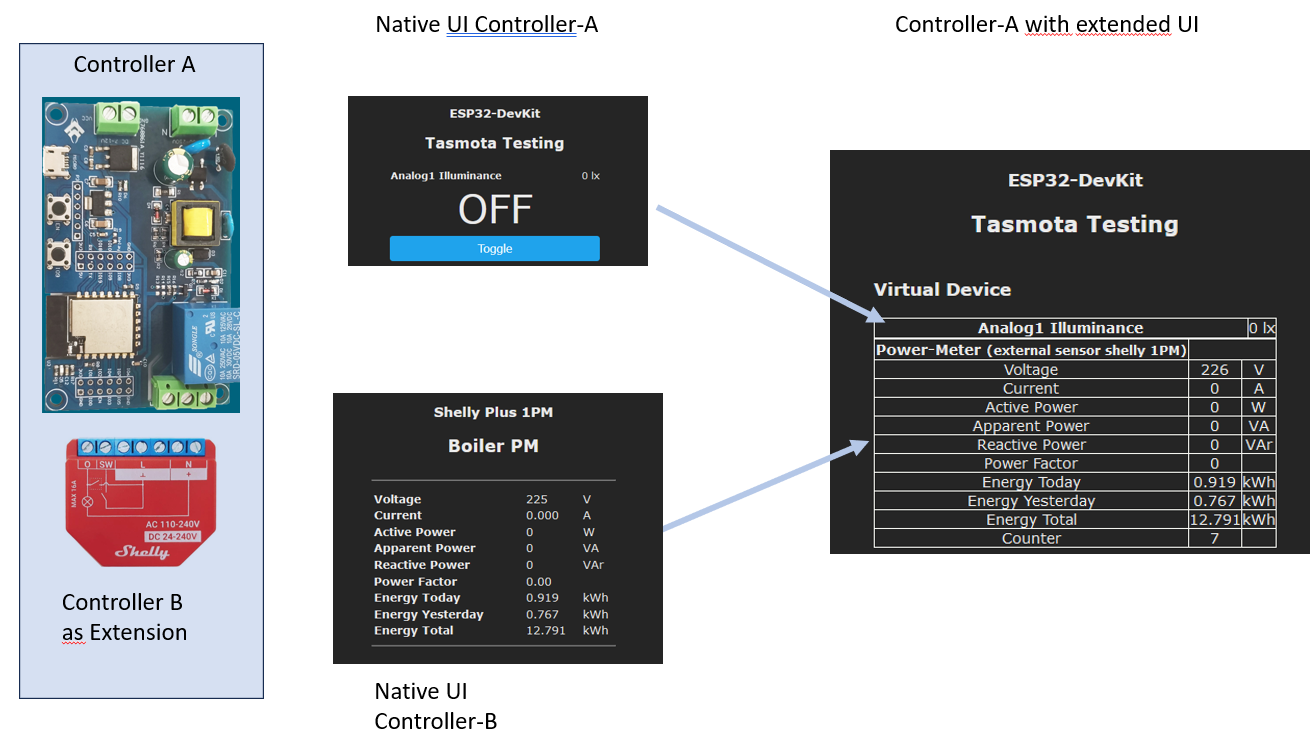 Native UI Controller-A
Controller-A with extended UI
Controller A
N
SONGLE
SRD-05VDC-SL-C
O SW L N
+
MAX 16A
AC 110-240V
DC 24-240V
Shelly
Controller B
as Extension
ESP32-DevKit
Tasmota Testing
Analog1 Illuminance 0 lx
OFF
Toggle
Shelly Plus 1PM
Boiler PM
Voltage 225 V
Current 0.000 A
Active Power 0 W
Apparent Power 0 VA
Reactive Power 0 VAr
Power Factor 0.00
Energy Today 0.919 kWh
Energy Yesterday 0.767 kWh
Energy Total 12.791 kWh
Native UI
Controller-B
ESP32-DevKit
Tasmota Testing
Virtual Device
Analog1 Illuminance 0 lx
Power-Meter (external sensor shelly 1PM)
Voltage 226 V
Current 0 A
Active Power 0 W
Apparent Power 0 VA
Reactive Power 0 VAr
Power Factor 0
Energy Today 0.919 kWh
Energy Yesterday 0.767 kWh
Energy Total 12.791 kWh
Counter 7